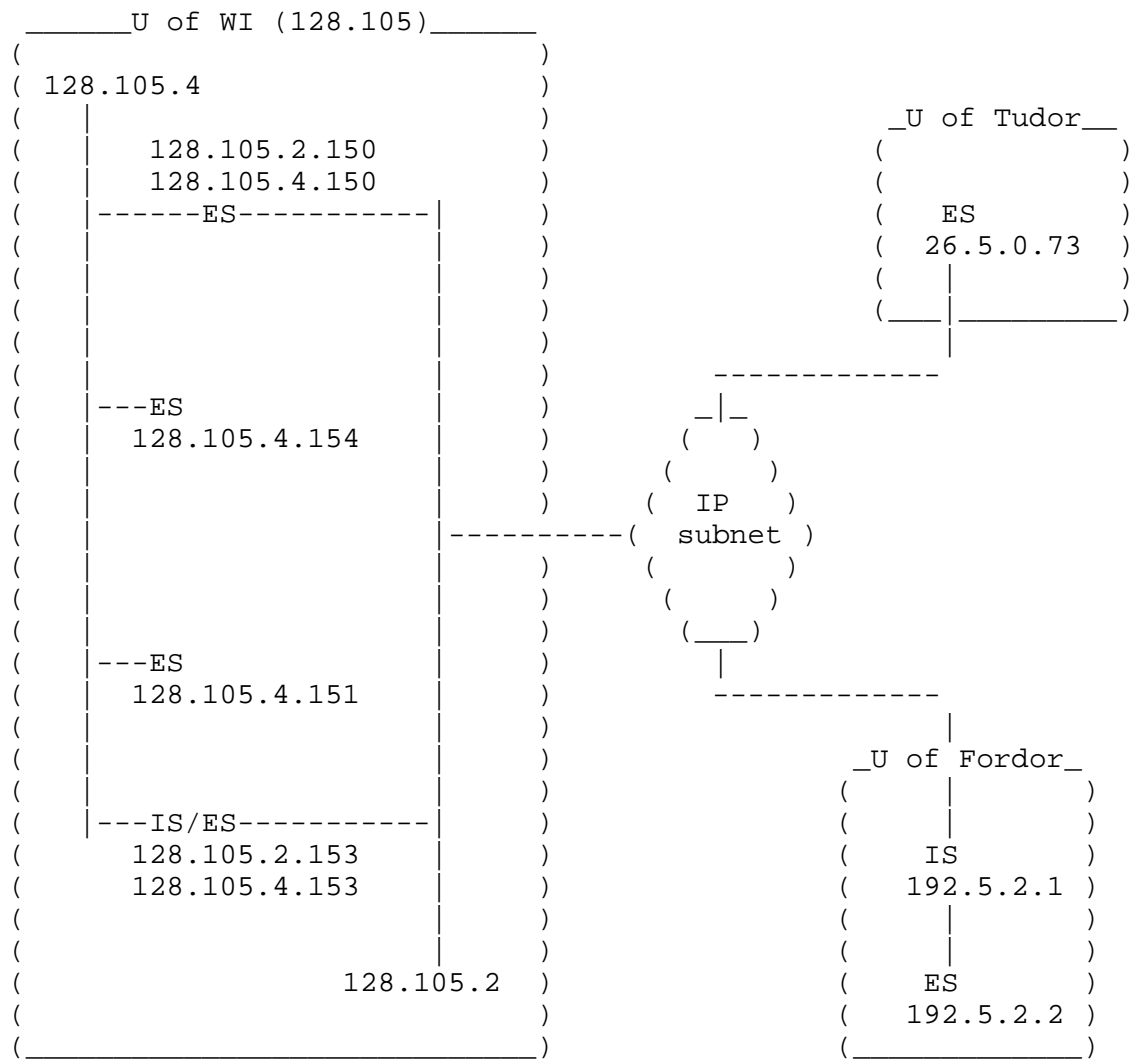 U of WI (128.105)
128.105.4
U of Tudor
128.105.2.150
128.105.4.150
ES
ES
26.5.0.73
ES
128.105.4.154
IP
subnet
ES
128.105.4.151
U of Fordor
IS/ES
128.105.2.153
IS
128.105.4.153
192.5.2.1
128.105.2
ES
192.5.2.2